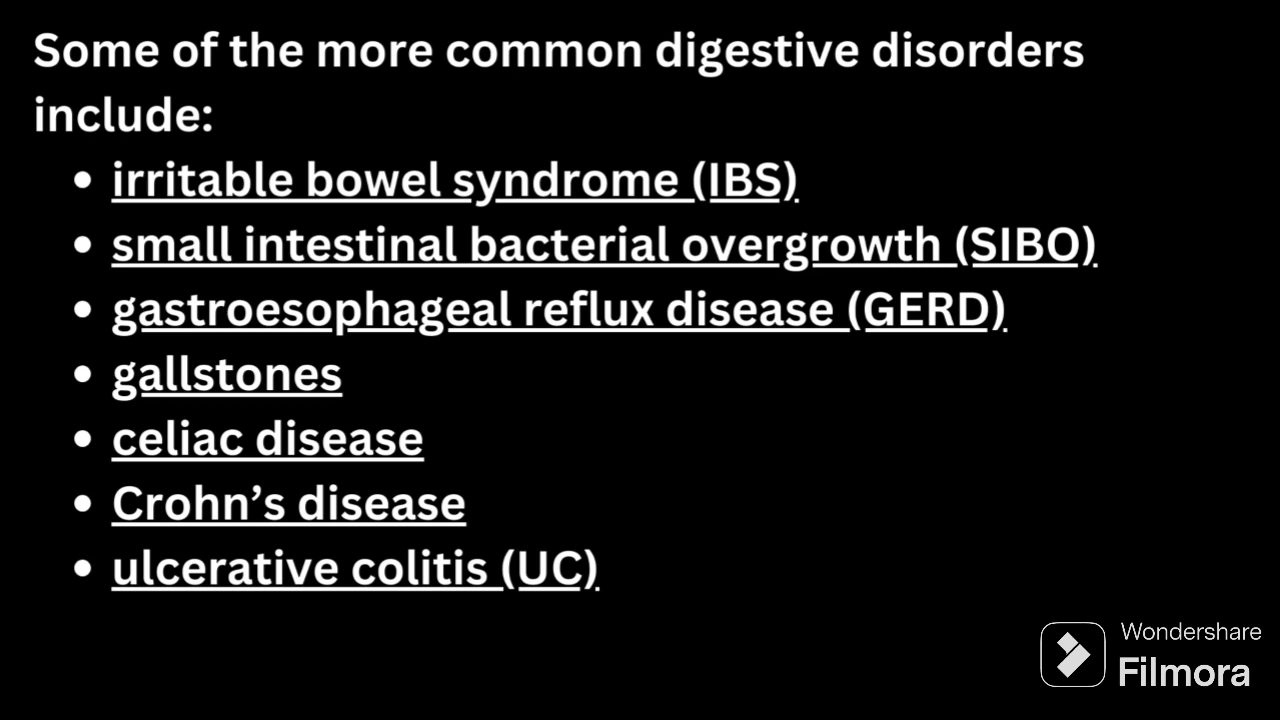 Some of the more common digestive disorders
include:
• irritable bowel syndrome (IBS)
• small intestinal bacterial overgrowth (SIBO)
• gastroesophageal reflux disease (GERD)
• gallstones
• celiac disease
• Crohn’s disease
• ulcerative colitis (UC)
Wondershare
Filmora